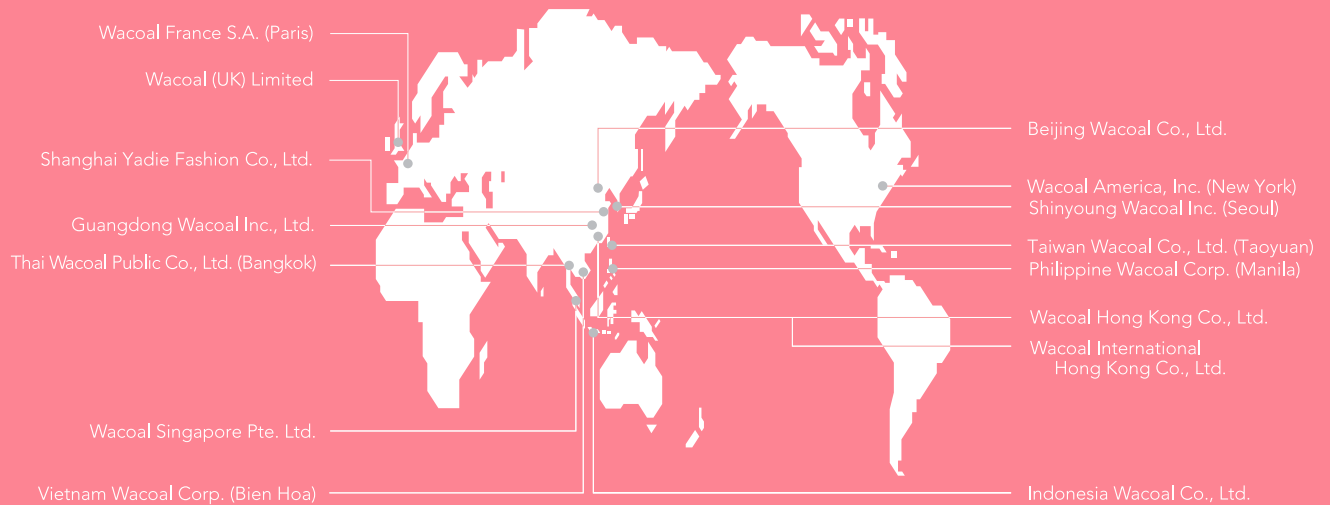 Wacoal France S.A. (Paris)
Wacoal (UK) Limited
Shanghai Yadie Fashion Co., Ltd.
Guangdong Wacoal Inc., Ltd.
Thai Wacoal Public Co., Ltd. (Bangkok)
Wacoal Singapore Pte. Ltd.
Vietnam Wacoal Corp. (Bien Hoa)
Beijing Wacoal Co., Ltd.
Wacoal America, Inc. (New York)
Shinyoung Wacoal Inc. (Seoul)
Taiwan Wacoal Co., Ltd. (Taoyuan)
Philippine Wacoal Corp. (Manila)
Wacoal Hong Kong Co., Ltd.
Wacoal International
Hong Kong Co., Ltd.
Indonesia Wacoal Co., Ltd.